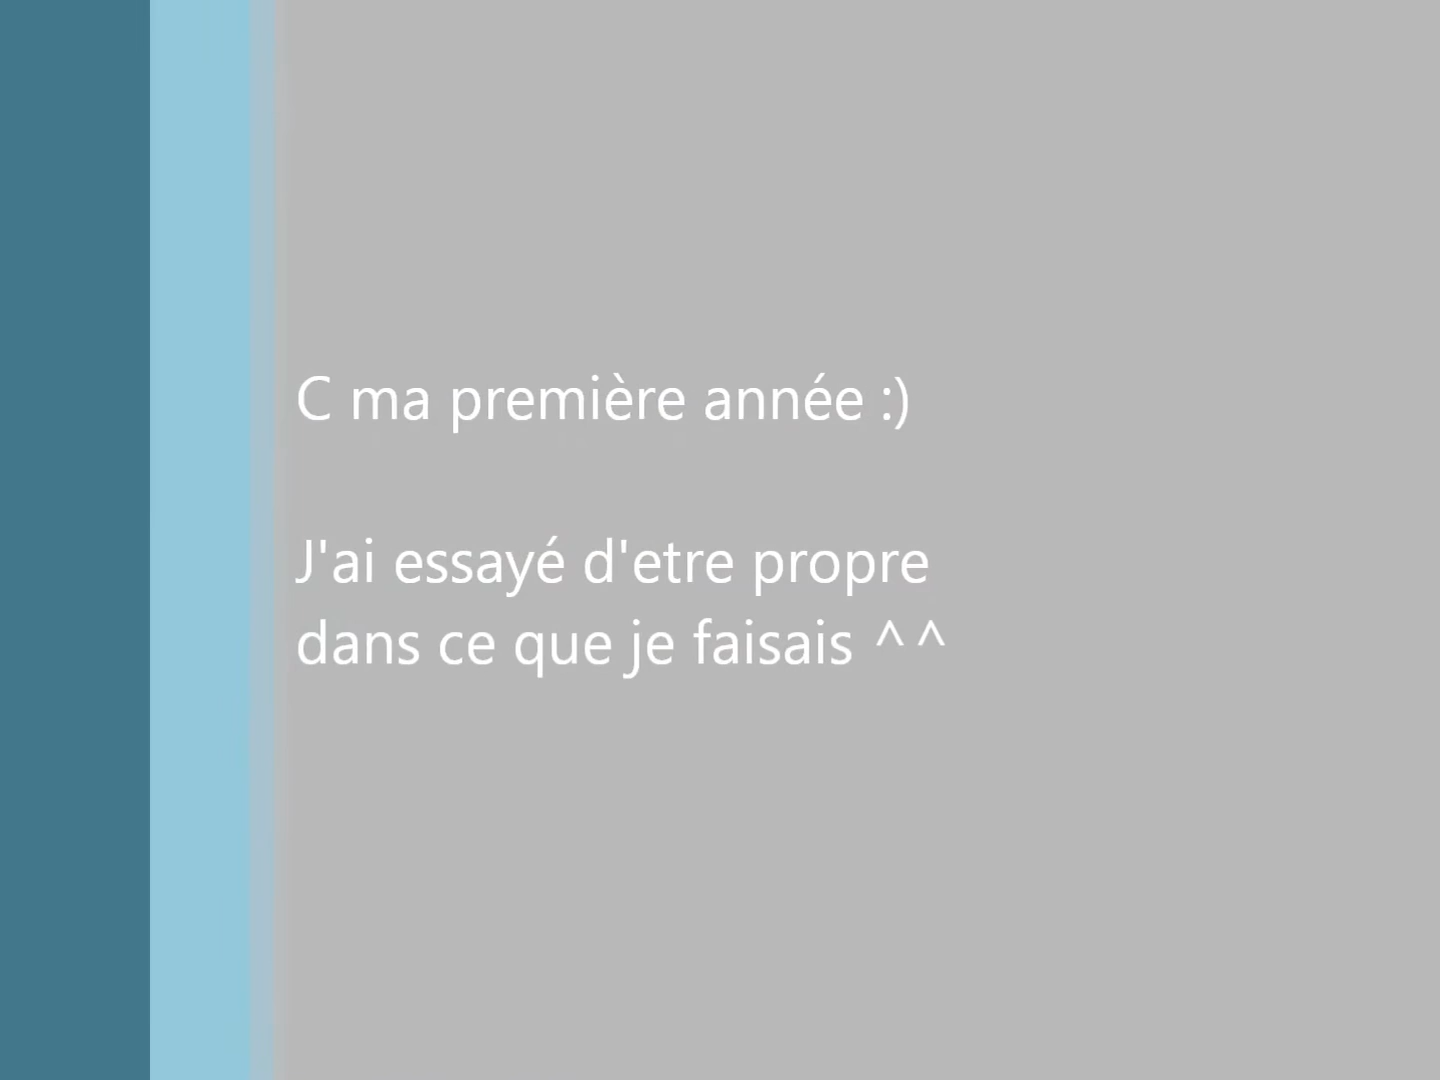 C ma première année :)
J'ai essayé d'etre propre
dans ce que je faisais ^^